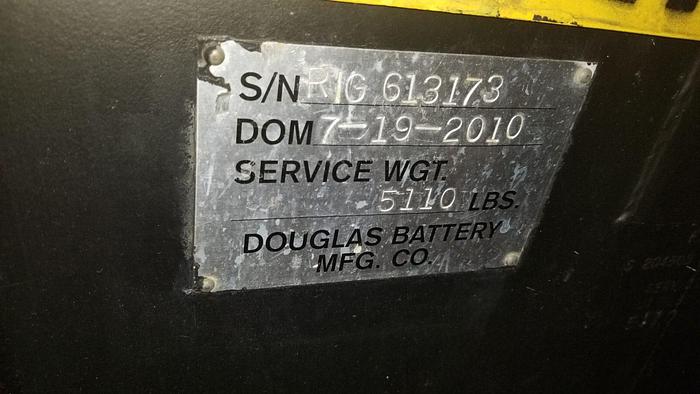 S/N RIG 613173
DOM 7-19-2010
SERVICE WGT.
5110 LBS.
DOUGLAS BATTERY
MFG. CO.